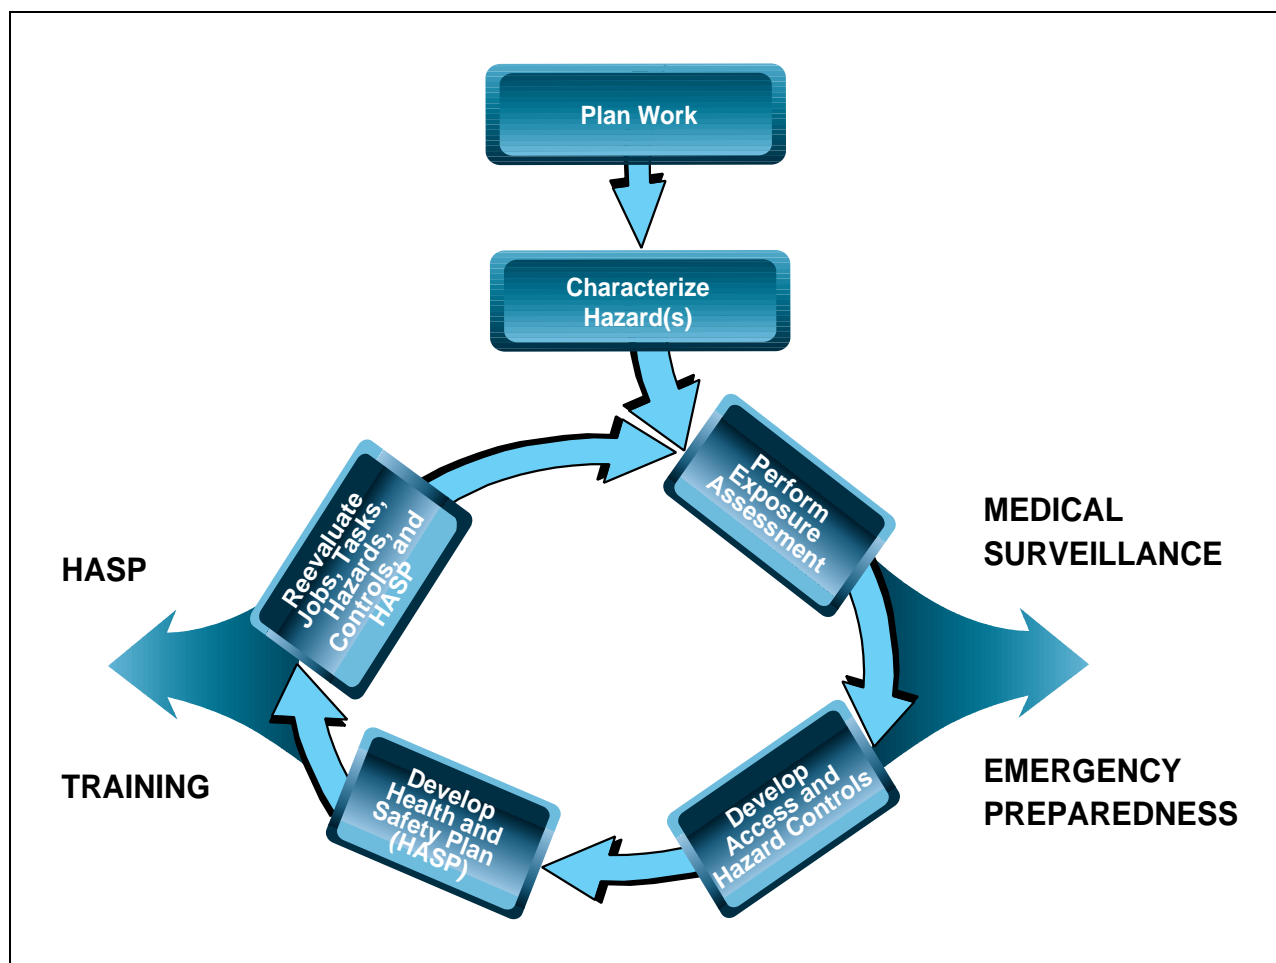 Plan Work
Characterize
Hazard(s)
Perform
Exposure
Assessment
MEDICAL
SURVEILLANCE
Reevaluate
Jobs, Tasks,
Hazards,
Controls, and
HASP
HASP
TRAINING
Develop
Health and
Safety Plan
(HASP)
Develop
Access and
Hazard Controls
EMERGENCY
PREPAREDNESS